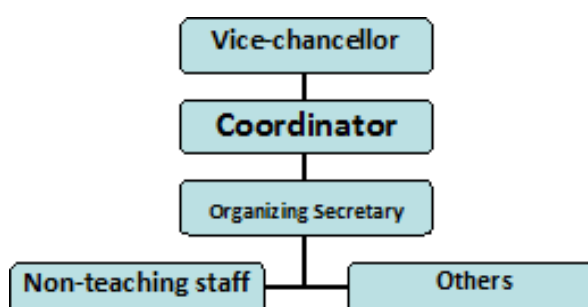 Vice-chancellor
Coordinator
Organizing Secretary
Non-teaching staff
Others